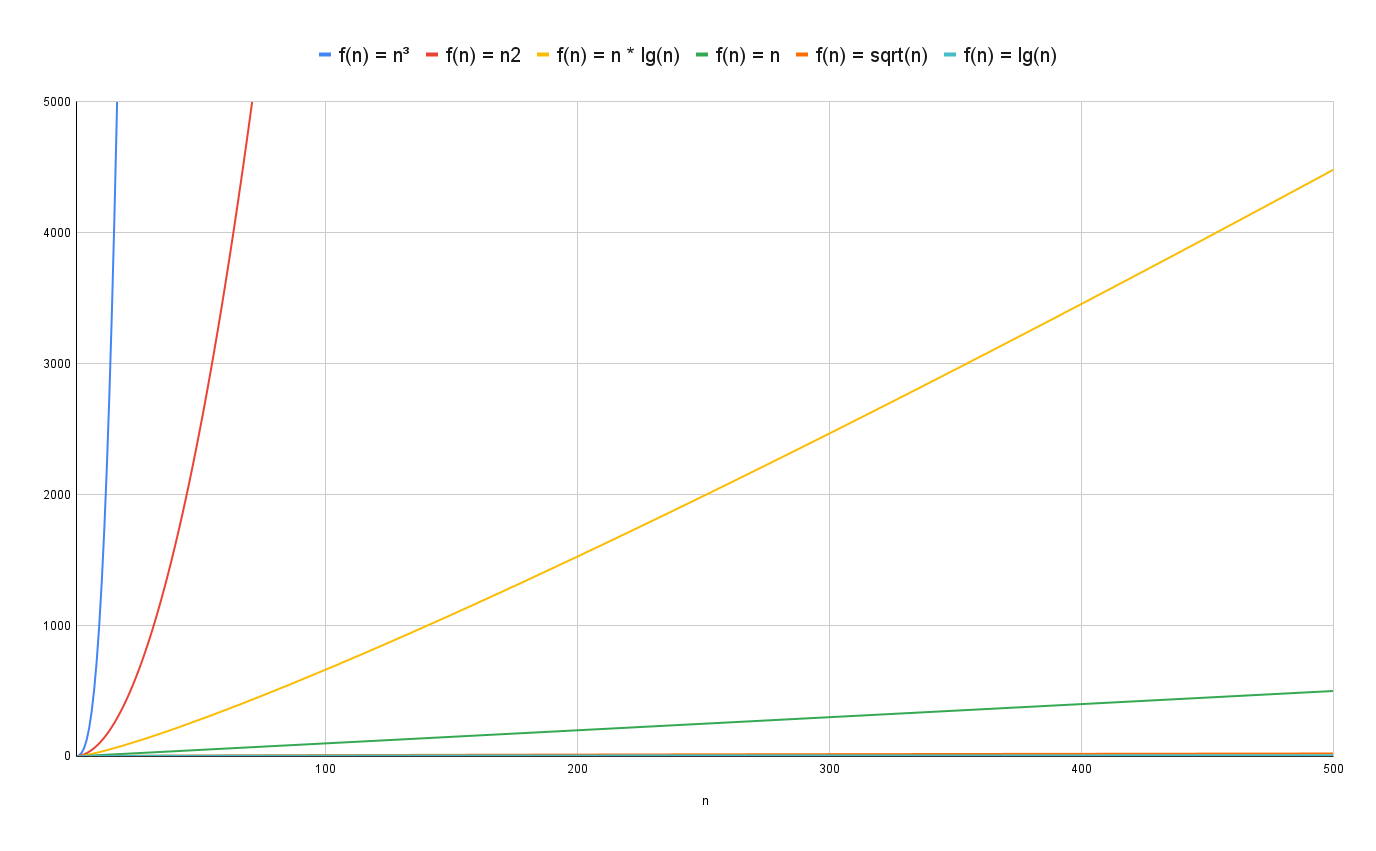 f(n) = n³ f(n) = n2 f(n) = n * lg(n) f(n) = n f(n) = sqrt(n) f(n) = lg(n)
5000
4000
3000
2000
1000
0
100 200 300 400 500
n